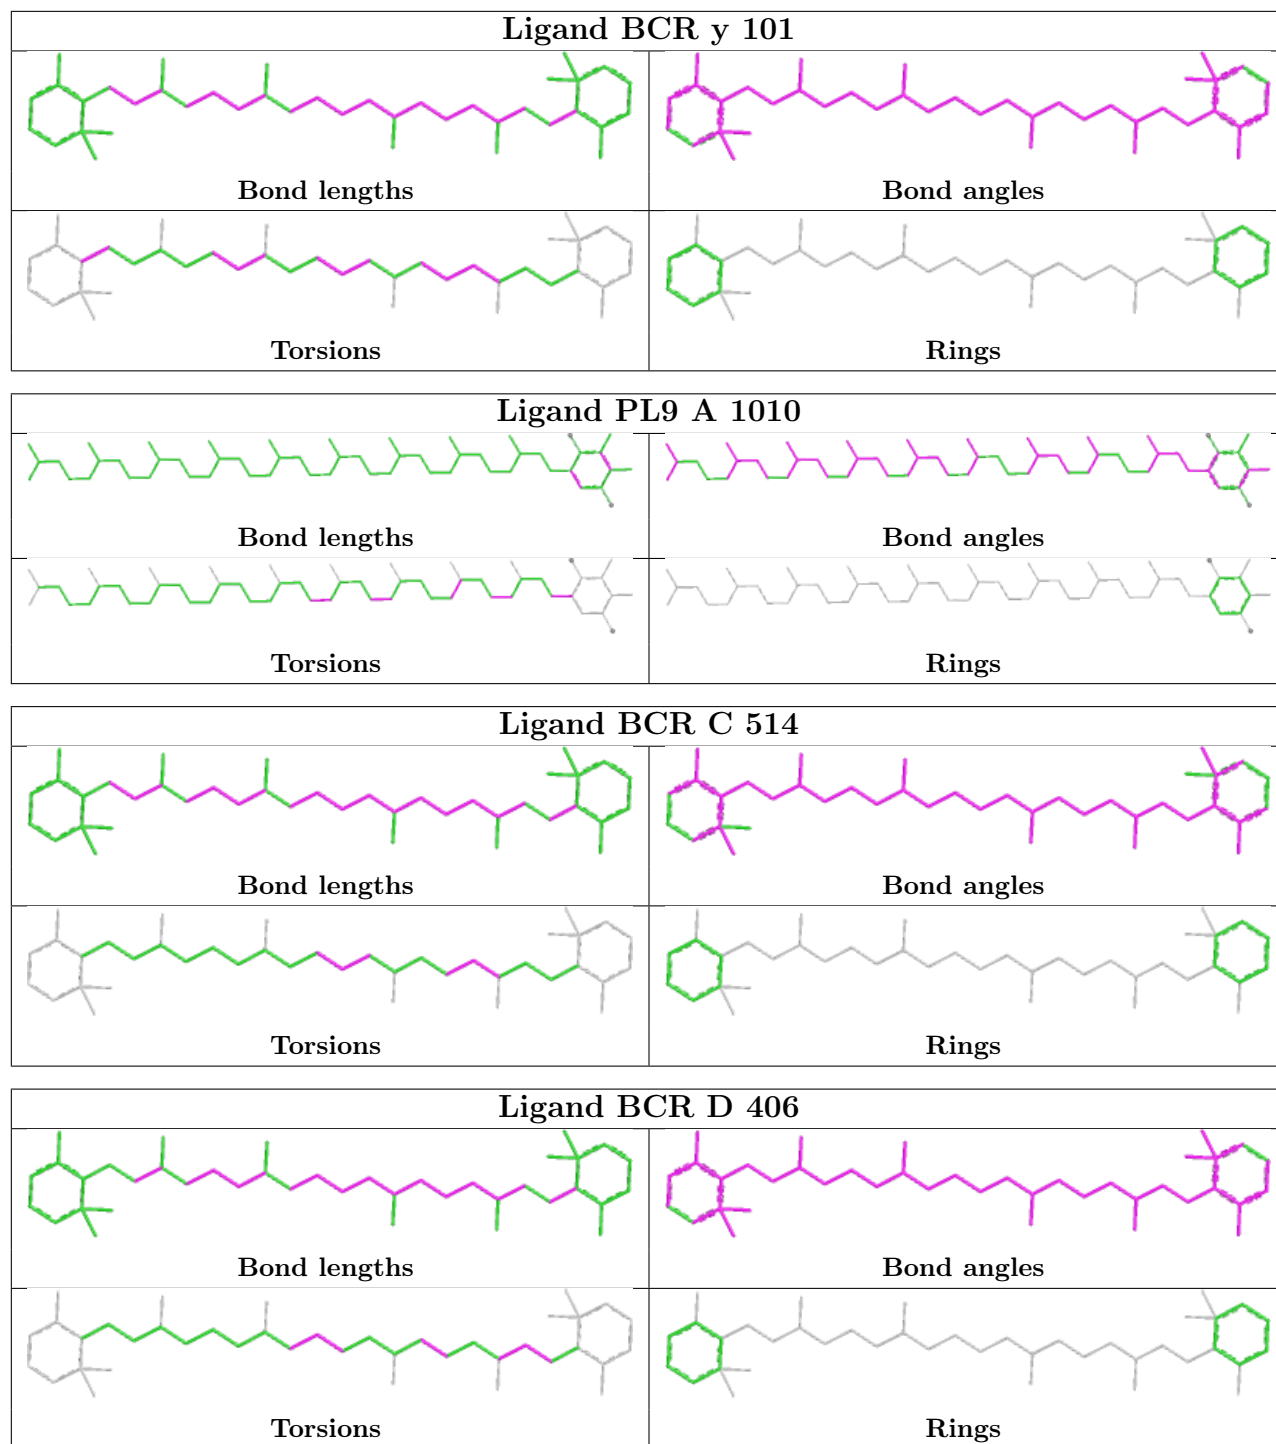 Ligand BCR y 101
Bond lengths
Bond angles
Torsions
Rings
Ligand PL9 A 1010
Bond lengths
Bond angles
Torsions
Rings
Ligand BCR C 514
Bond lengths
Bond angles
Torsions
Rings
Ligand BCR D 406
Bond lengths
Bond angles
Torsions
Rings